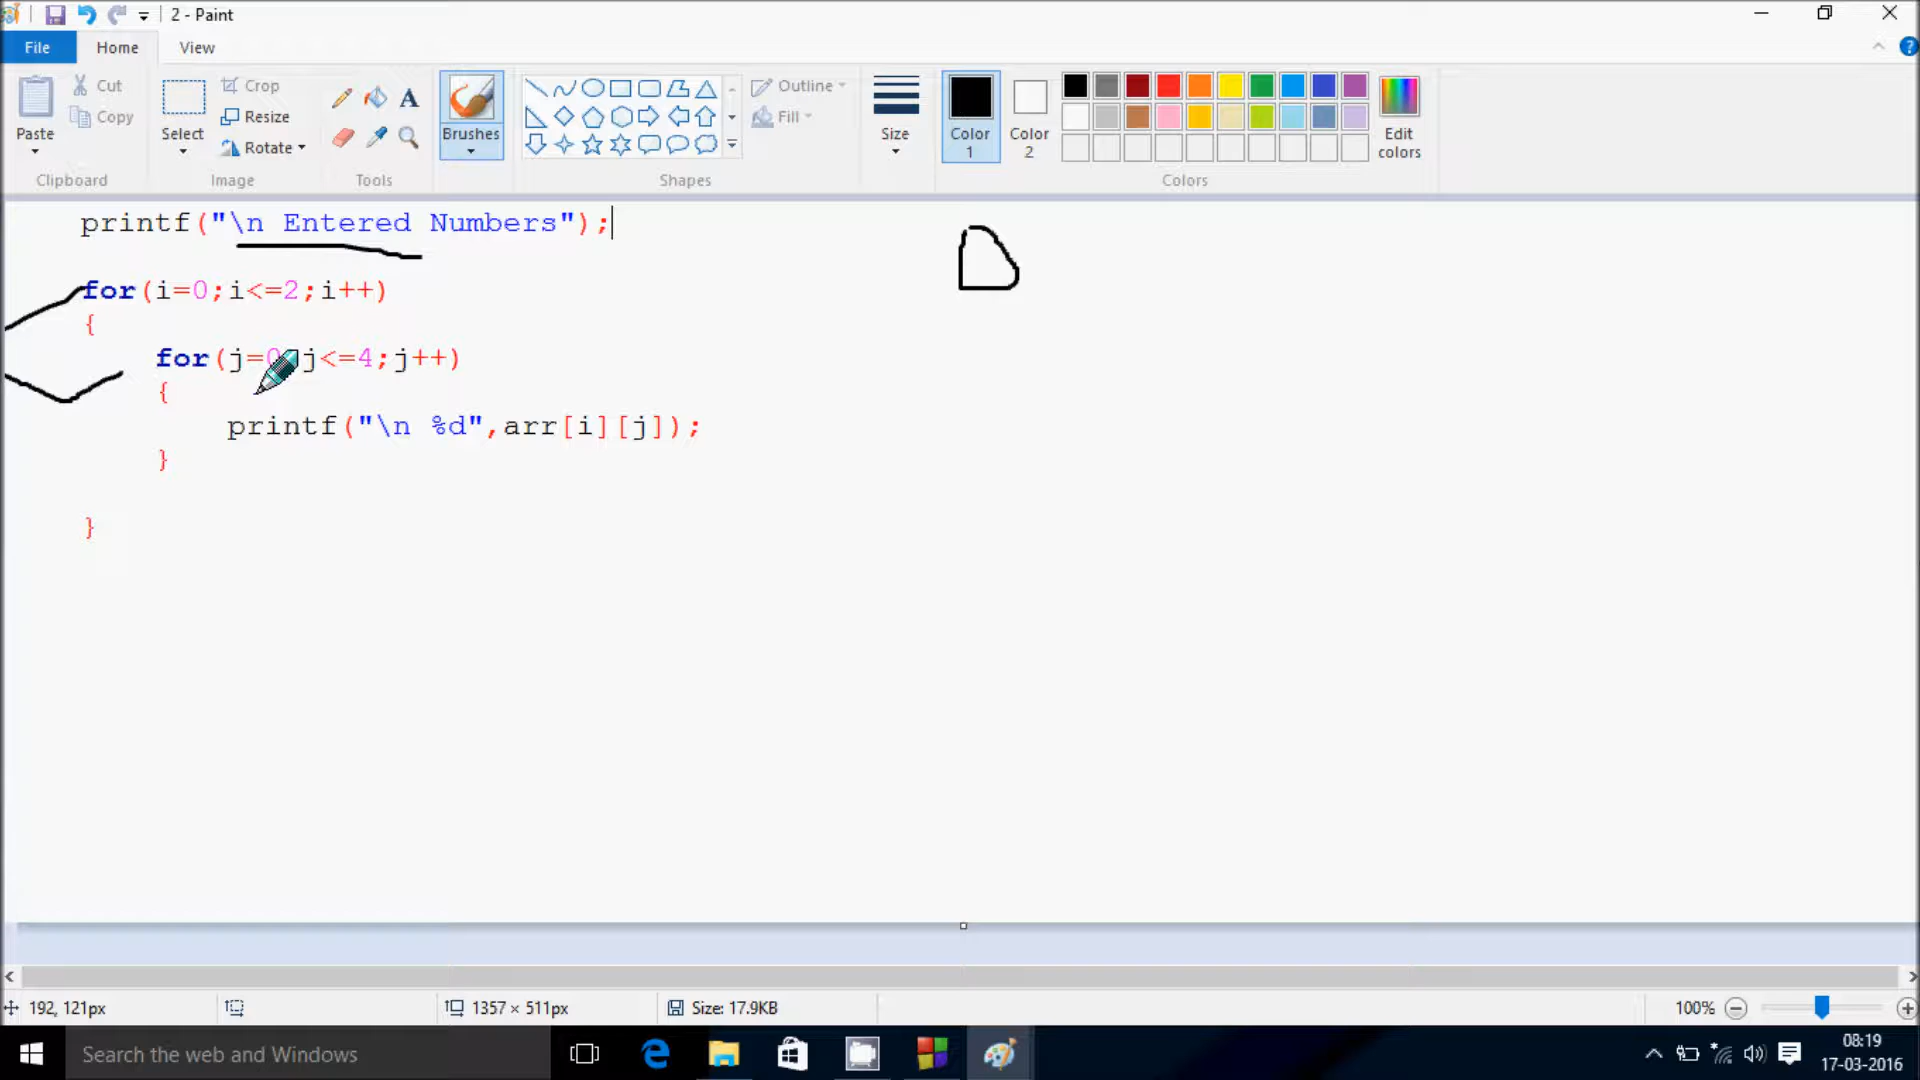 2 - Paint
File Home View
Paste Cut Copy Clipboard
Select Crop Resize Rotate Image
Tools
Brushes
Outline Fill Shapes
Size
Color 1 Color 2 Edit colors Colors
printf("\n Entered Numbers");
for(i=0;i<=2;i++)
{
for(j=0 j<=4;j++)
{
printf("\n %d",arr[i][j]);
}
}
192, 121px 1357 × 511px Size: 17.9KB 100%
Search the web and Windows
08:19
17-03-2016